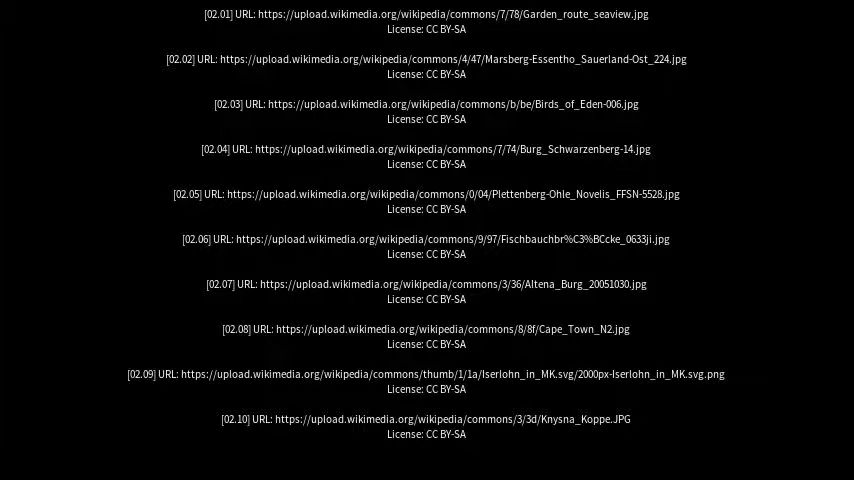 [02.01] URL: https://upload.wikimedia.org/wikipedia/commons/7/78/Garden_route_seaview.jpg
License: CC BY-SA
[02.02] URL: https://upload.wikimedia.org/wikipedia/commons/4/47/Marsberg-Essentho_Sauerland-Ost_224.jpg
License: CC BY-SA
[02.03] URL: https://upload.wikimedia.org/wikipedia/commons/b/be/Birds_of_Eden-006.jpg
License: CC BY-SA
[02.04] URL: https://upload.wikimedia.org/wikipedia/commons/7/74/Burg_Schwarzenberg-14.jpg
License: CC BY-SA
[02.05] URL: https://upload.wikimedia.org/wikipedia/commons/0/04/Plettenberg-Ohle_Novelis_FFSN-5528.jpg
License: CC BY-SA
[02.06] URL: https://upload.wikimedia.org/wikipedia/commons/9/97/Fischbauchbr%C3%BCcke_0633ji.jpg
License: CC BY-SA
[02.07] URL: https://upload.wikimedia.org/wikipedia/commons/3/36/Altena_Burg_20051030.jpg
License: CC BY-SA
[02.08] URL: https://upload.wikimedia.org/wikipedia/commons/8/8f/Cape_Town_N2.jpg
License: CC BY-SA
[02.09] URL: https://upload.wikimedia.org/wikipedia/commons/thumb/1/1a/Iserlohn_in_MK.svg/2000px-Iserlohn_in_MK.svg.png
License: CC BY-SA
[02.10] URL: https://upload.wikimedia.org/wikipedia/commons/3/3d/Knysna_Koppe.JPG
License: CC BY-SA